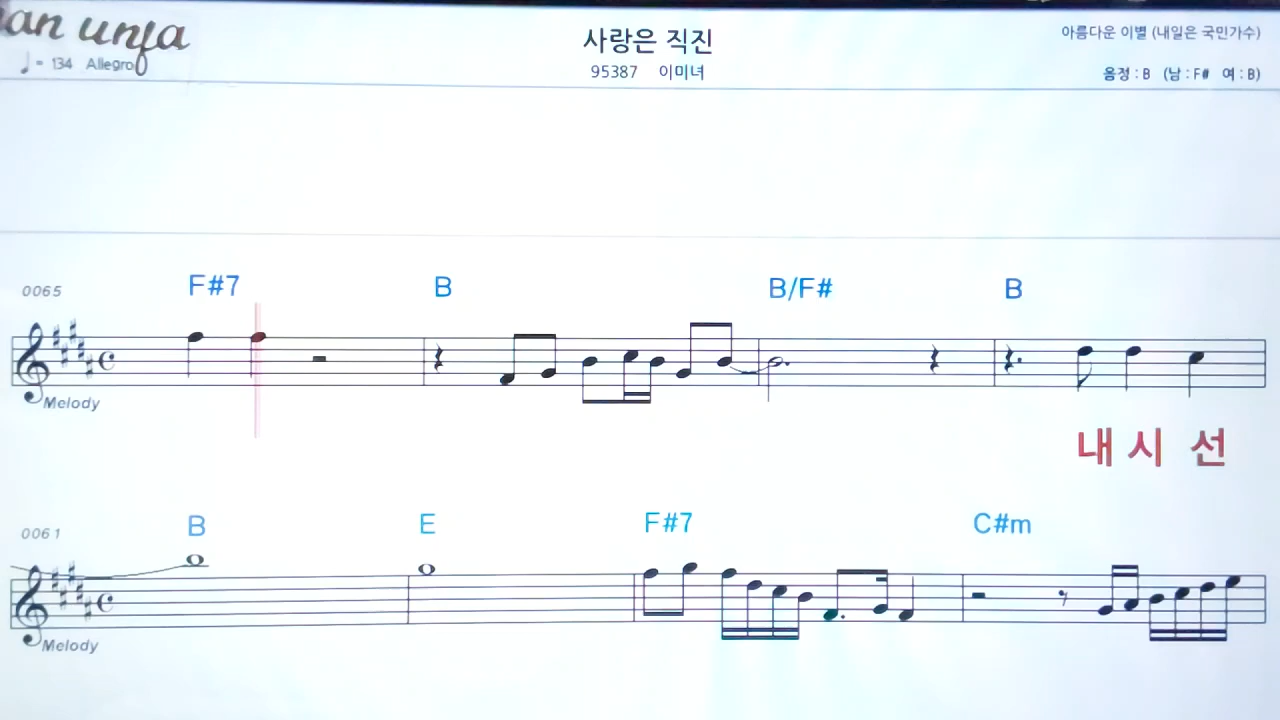 an unfa
♩= 134 Allegro
사랑은 직진
95387 이미녀
아름다운 이별 (내일은 국민가수)
음정 : B (남 : F# 여 : B)
0065 F#7 B B/F# B
Melody
내 시 선
0061 B E F#7 C#m
Melody